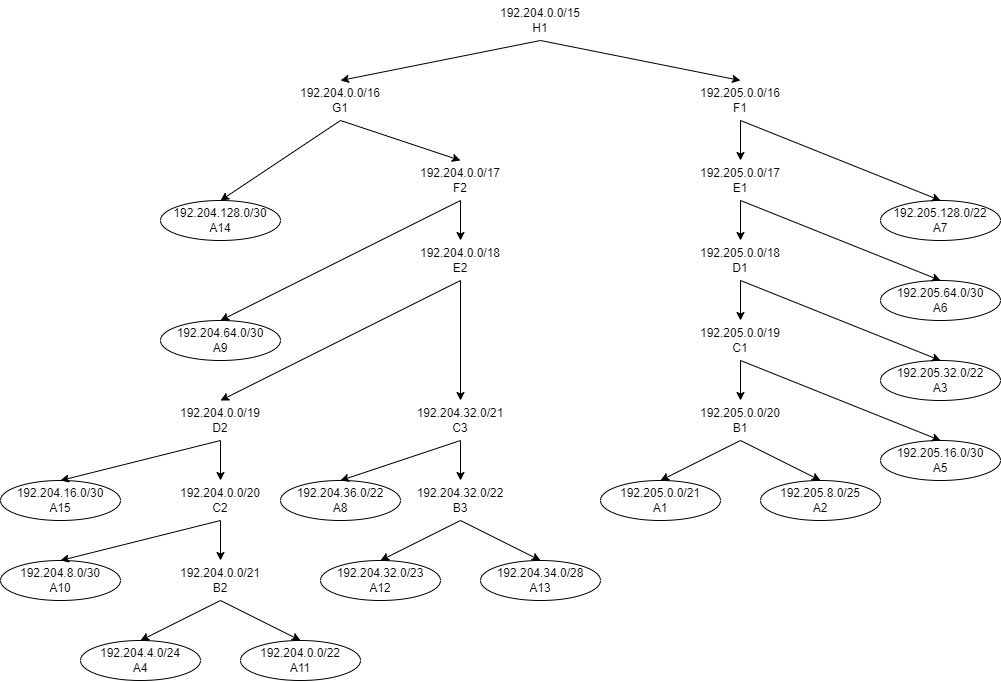 192.204.0.0/15
H1
192.204.0.0/16
G1
192.205.0.0/16
F1
192.204.0.0/17
F2
192.205.0.0/17
E1
192.204.128.0/30
A14
192.205.128.0/22
A7
192.204.0.0/18
E2
192.205.0.0/18
D1
192.205.64.0/30
A6
192.204.64.0/30
A9
192.205.0.0/19
C1
192.205.32.0/22
A3
192.204.0.0/19
D2
192.204.32.0/21
C3
192.205.0.0/20
B1
192.205.16.0/30
A5
192.204.16.0/30
A15
192.204.0.0/20
C2
192.204.36.0/22
A8
192.204.32.0/22
B3
192.205.0.0/21
A1
192.205.8.0/25
A2
192.204.8.0/30
A10
192.204.0.0/21
B2
192.204.32.0/23
A12
192.204.34.0/28
A13
192.204.4.0/24
A4
192.204.0.0/22
A11